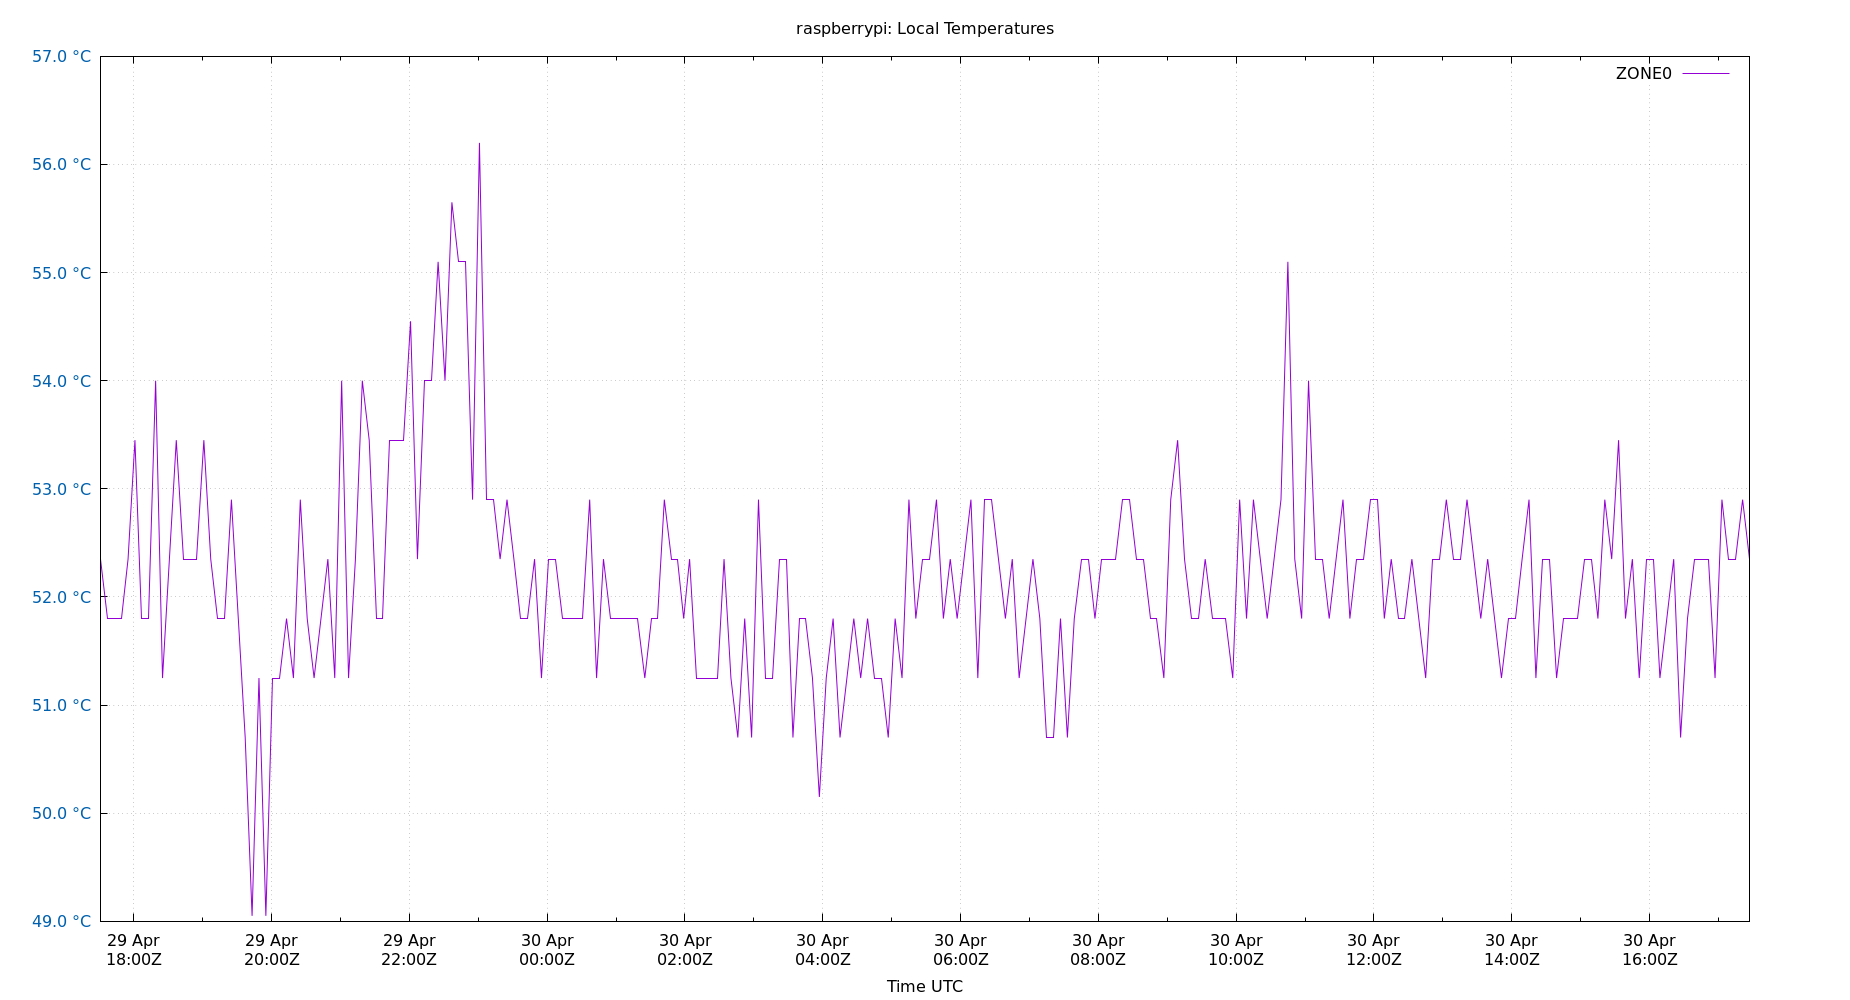 raspberrypi: Local Temperatures
57.0 °C
ZONE0
56.0 °C
55.0 °C
54.0 °C
53.0 °C
52.0 °C
51.0 °C
50.0 °C
49.0 °C
29 Apr 29 Apr 29 Apr 30 Apr 30 Apr 30 Apr 30 Apr 30 Apr 30 Apr 30 Apr 30 Apr 30 Apr
18:00Z 20:00Z 22:00Z 00:00Z 02:00Z 04:00Z 06:00Z 08:00Z 10:00Z 12:00Z 14:00Z 16:00Z
Time UTC